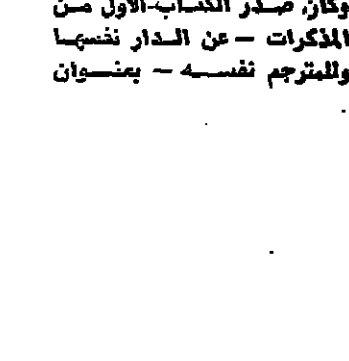 وكان صدر الكتاب الأول من
المذكرات — عن الدار نفسها
وللمترجم نفسه — بعنوان